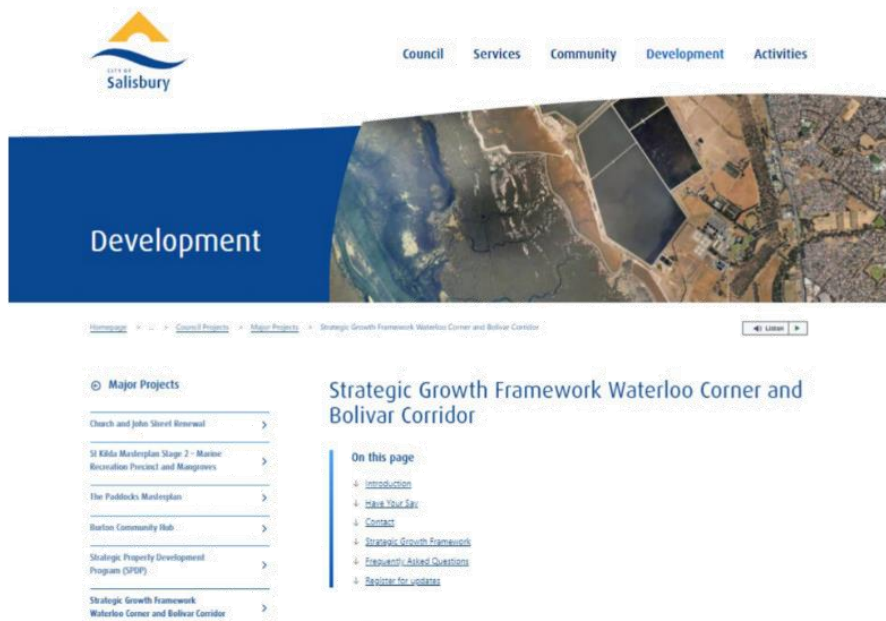 CITY OF
Salisbury
Council Services Community Development Activities
Development
Homepage > ... > Council Projects > Major Projects > Strategic Growth Framework Waterloo Corner and Bolivar Corridor
Listen
Major Projects
Church and John Street Renewal
St Kilda Masterplan Stage 2 – Marine
Recreation Precinct and Mangroves
The Paddocks Masterplan
Burton Community Hub
Strategic Property Development
Program (SPDP)
Strategic Growth Framework
Waterloo Corner and Bolivar Corridor
Strategic Growth Framework Waterloo Corner and
Bolivar Corridor
On this page
Introduction
Have Your Say
Contact
Strategic Growth Framework
Frequently Asked Questions
Register for updates